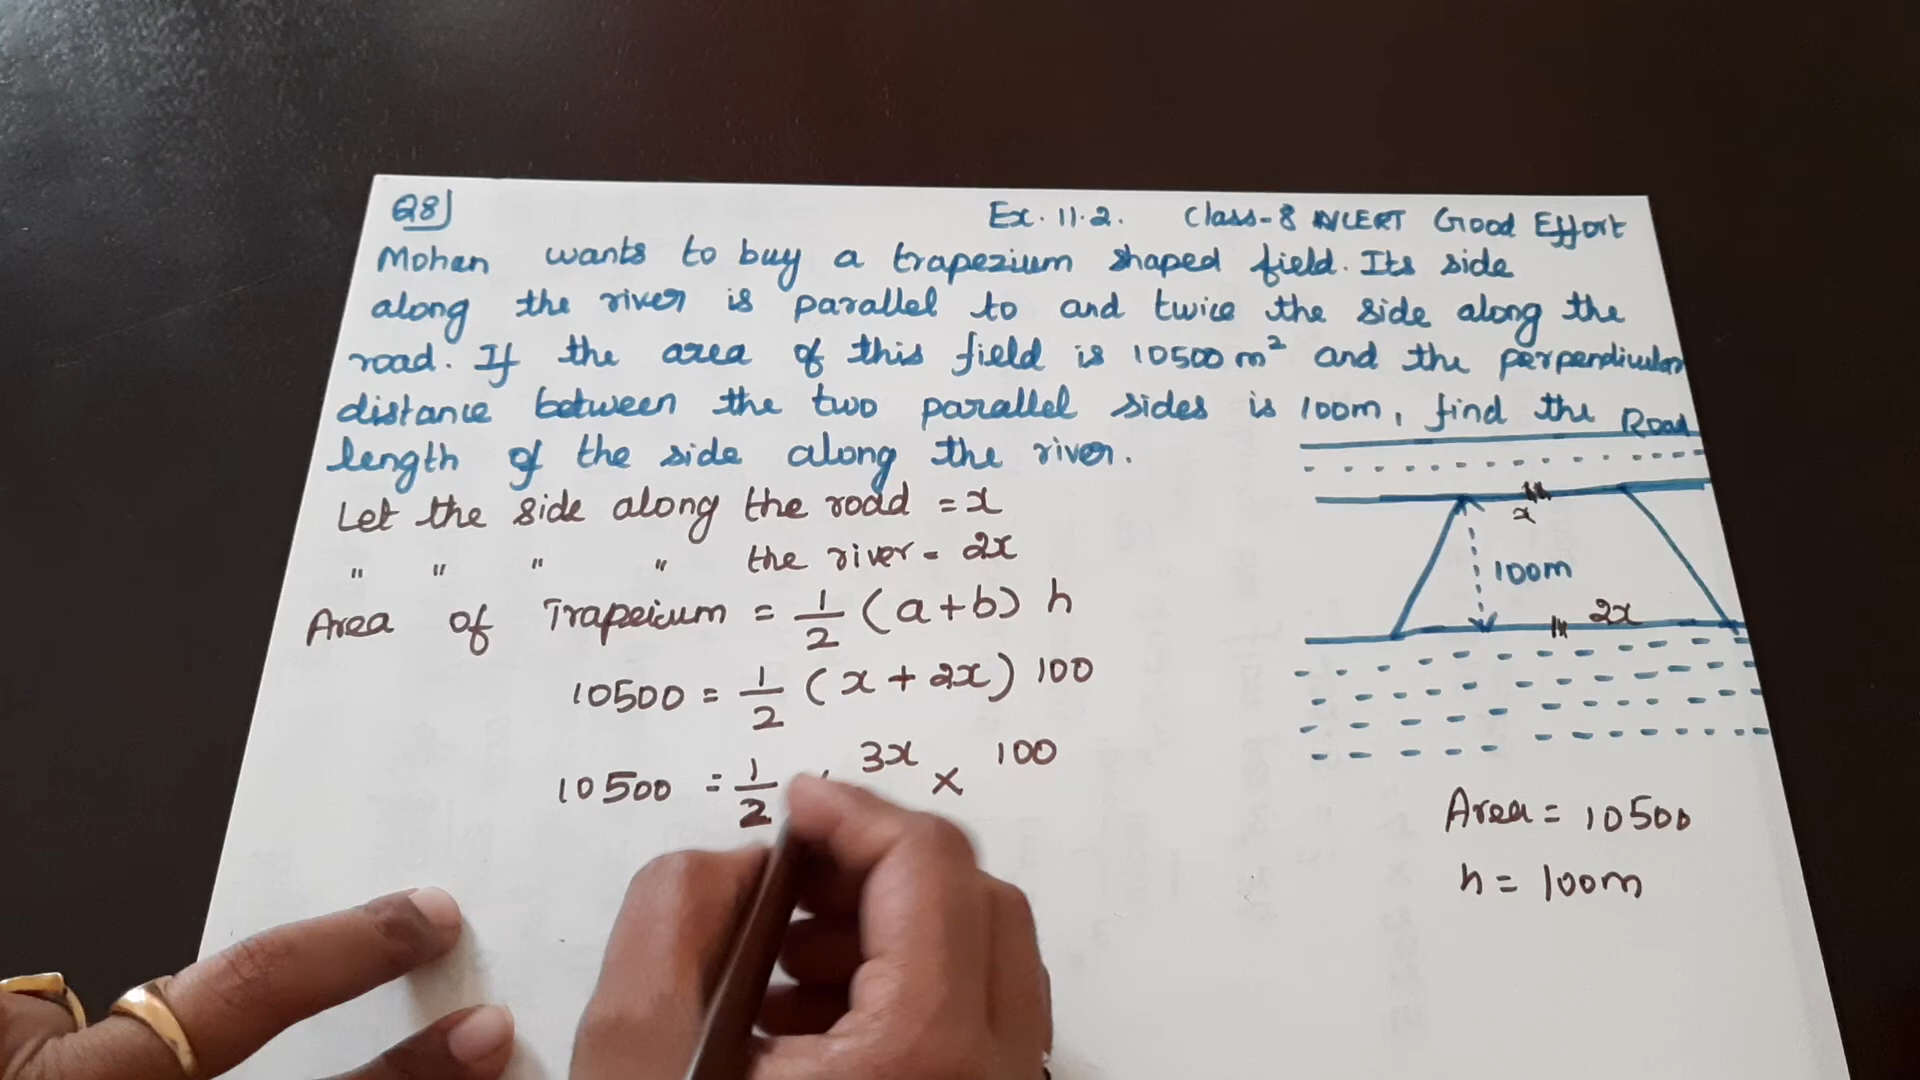 Q8)
Ex. 11.2. Class-8 NCERT Good Effort
Mohan wants to buy a trapezium shaped field. Its side
along the river is parallel to and twice the side along the
road. If the area of this field is 10500 m² and the perpendicular
distance between the two parallel sides is 100m, find the
length of the side along the river.
Road
Let the side along the road = x
" " " " the river = 2x
Area of Trapeicum = 1/2 (a+b) h
10500 = 1/2 (x + 2x) 100
10500 = 1/2 3x × 100
x
100m
2x
Area = 10500
h = 100m